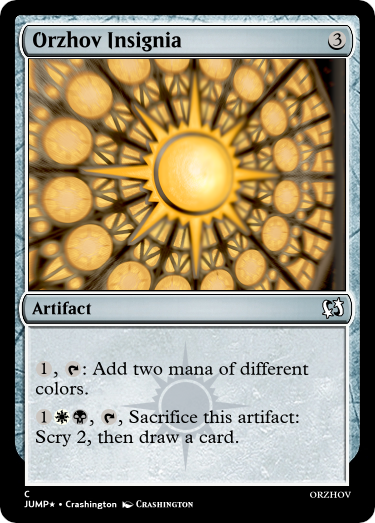 Orzhov Insignia 3
Artifact
1, : Add two mana of different
colors.
1, , Sacrifice this artifact:
Scry 2, then draw a card.
C
JUMP★ • Crashington CRASHINGTON
ORZHOV